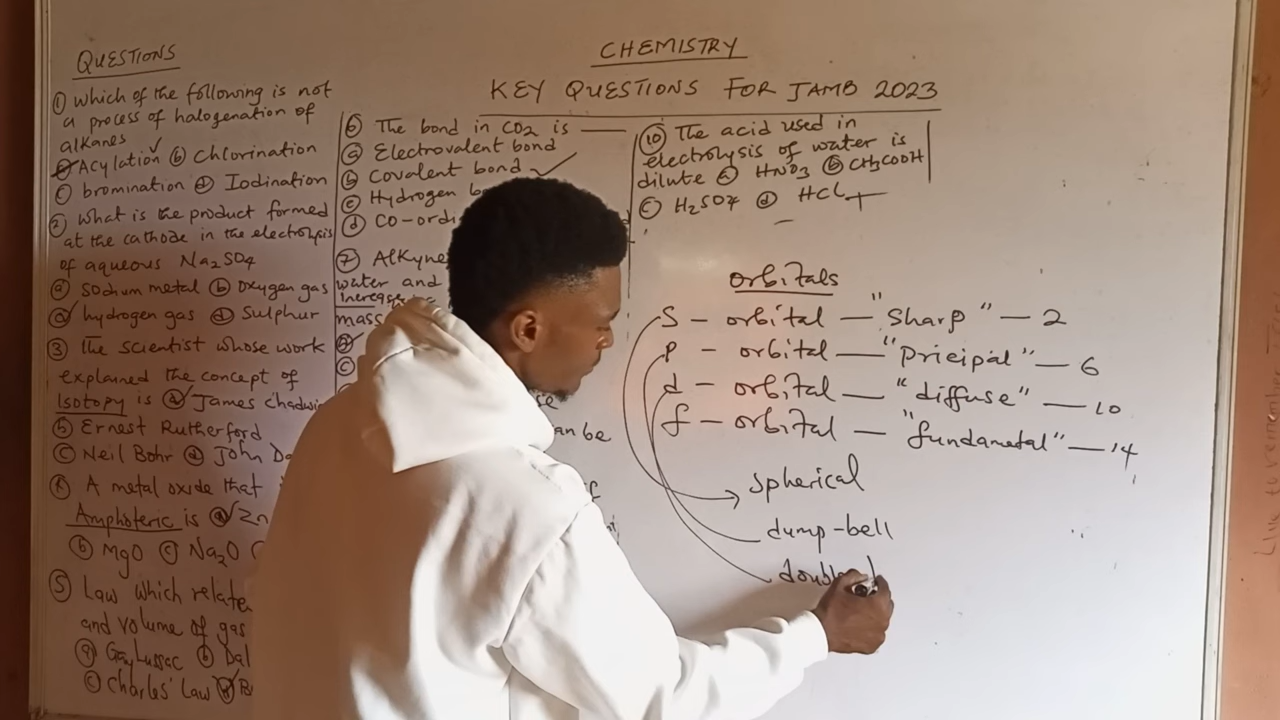 CHEMISTRY
KEY QUESTIONS FOR JAMB 2023
QUESTIONS
① which of the following is not
a process of halogenation of
alkanes
Acylation ✓ ⓑ Chlorination
ⓒ bromination ⓓ Iodination
② what is the product formed
at the cathode in the electrolysis
of aqueous Na2SO4
ⓐ sodium metal ⓑ oxygen gas
hydrogen gas ⓓ Sulphur
③ The scientist whose work
explained the concept of
Isotopy is ⓐ James Chadwi
ⓑ Ernest Rutherford
ⓒ Neil Bohr ⓓ John Da
A metal oxide that
Amphoteric is ⓐ Zn
ⓑ MgO ⓒ Na2O
⑤ Law which relate
and volume of gas
ⓐ Gay Lussac ⓑ Dal
ⓒ Charles' Law
⑥ The bond in CO2 is ——
ⓐ Electrovalent bond
ⓑ Covalent bond ✓
ⓒ Hydrogen b
ⓓ CO-ordi
⑦ Alkyne
water and
Increase
mass
ⓒ
an be
⑩ The acid used in
electrolysis of water is
dilute ⓐ HNO3 ⓑ CH3COOH
ⓒ H2SO4 ⓓ HCl
orbitals
S – orbital — "Sharp" — 2
p – orbital — "Pricipal" — 6
d – orbital — "diffuse" — 10
f – orbital — "fundametal" — 14
spherical
dump-bell
double